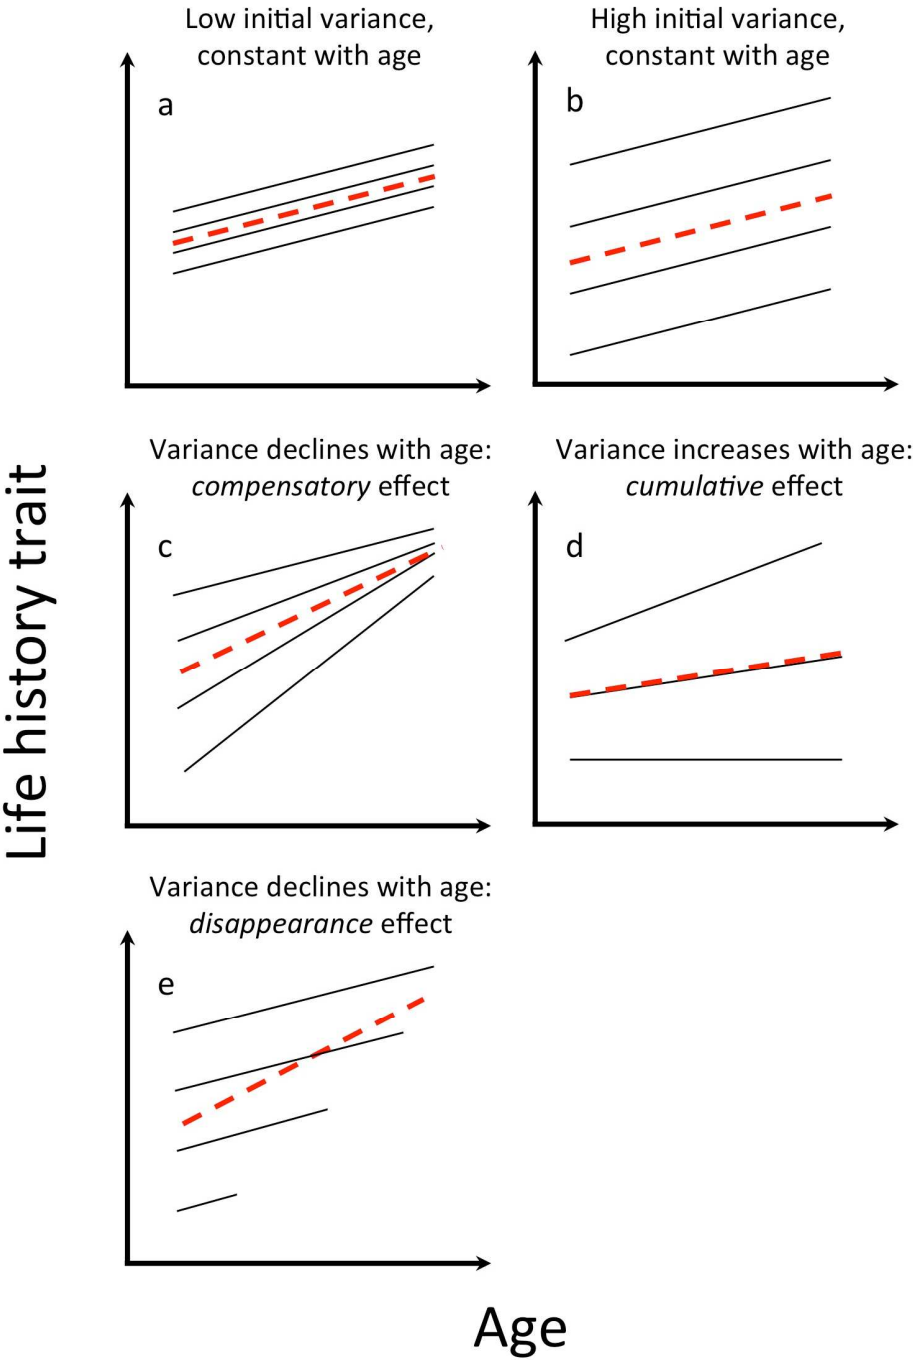 Low initial variance,
constant with age
a
High initial variance,
constant with age
b
Life history trait
Variance declines with age:
compensatory effect
c
Variance increases with age:
cumulative effect
d
Variance declines with age:
disappearance effect
e
Age